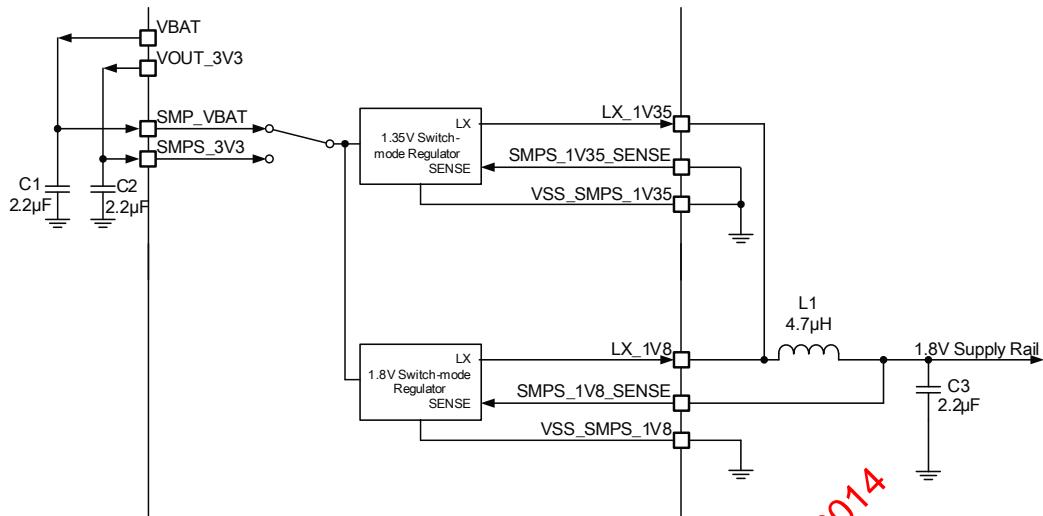 VBAT
VOUT_3V3
SMP_VBAT
SMPS_3V3
C1
2.2µF
C2
2.2µF
LX
1.35V Switch-
mode Regulator
SENSE
LX_1V35
SMPS_1V35_SENSE
VSS_SMPS_1V35
LX
1.8V Switch-mode
Regulator
SENSE
LX_1V8
SMPS_1V8_SENSE
VSS_SMPS_1V8
L1
4.7µH
1.8V Supply Rail
C3
2.2µF